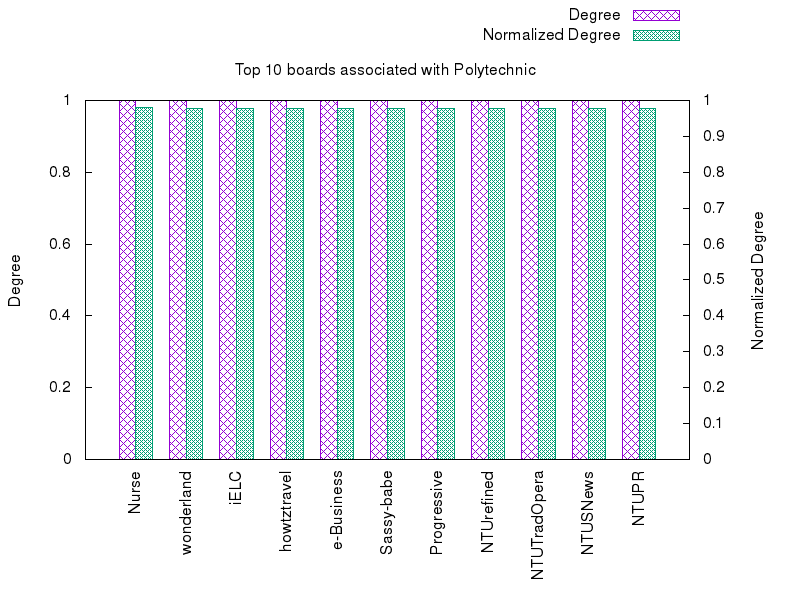 Degree
Normalized Degree
Top 10 boards associated with Polytechnic
1
0.8
0.6
0.4
0.2
0
Degree
1
0.9
0.8
0.7
0.6
0.5
0.4
0.3
0.2
0.1
0
Normalized Degree
Nurse
wonderland
iELC
howtztravel
e-Business
Sassy-babe
Progressive
NTUrefined
NTUTradOpera
NTUSNews
NTUPR